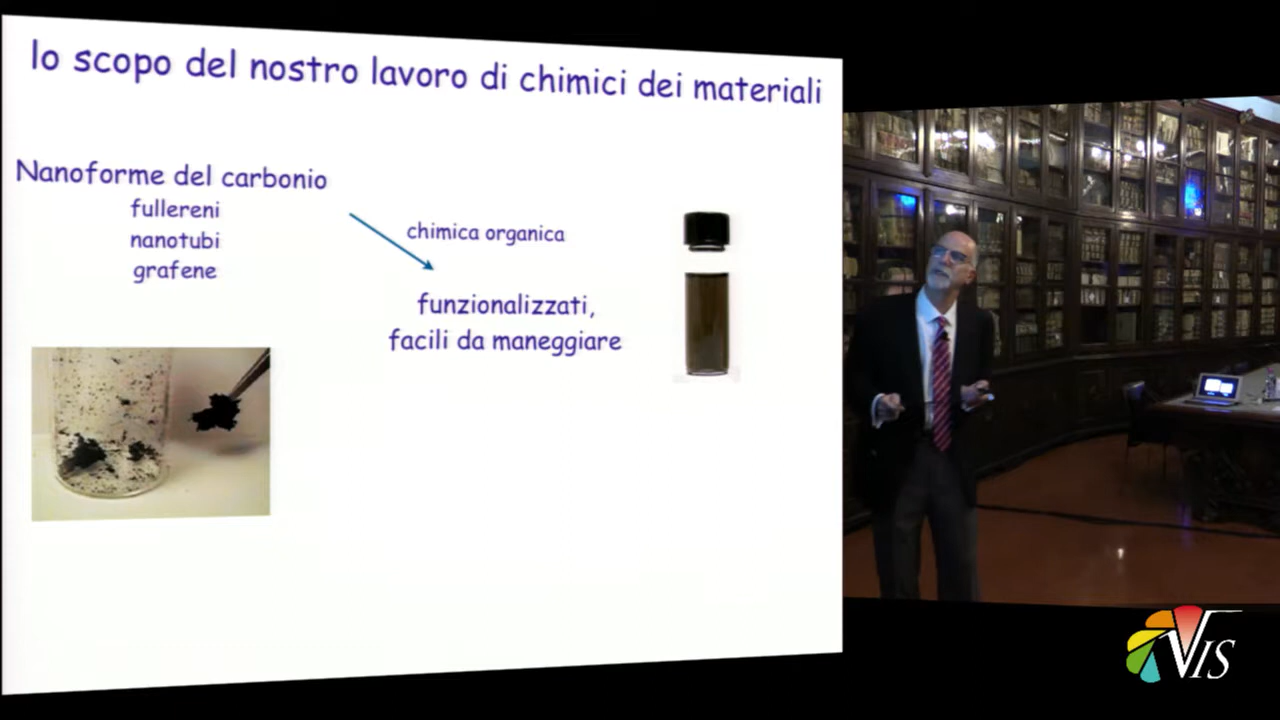 lo scopo del nostro lavoro di chimici dei materiali
Nanoforme del carbonio
fullereni
nanotubi
grafene
chimica organica
funzionalizzati,
facili da maneggiare
VIS